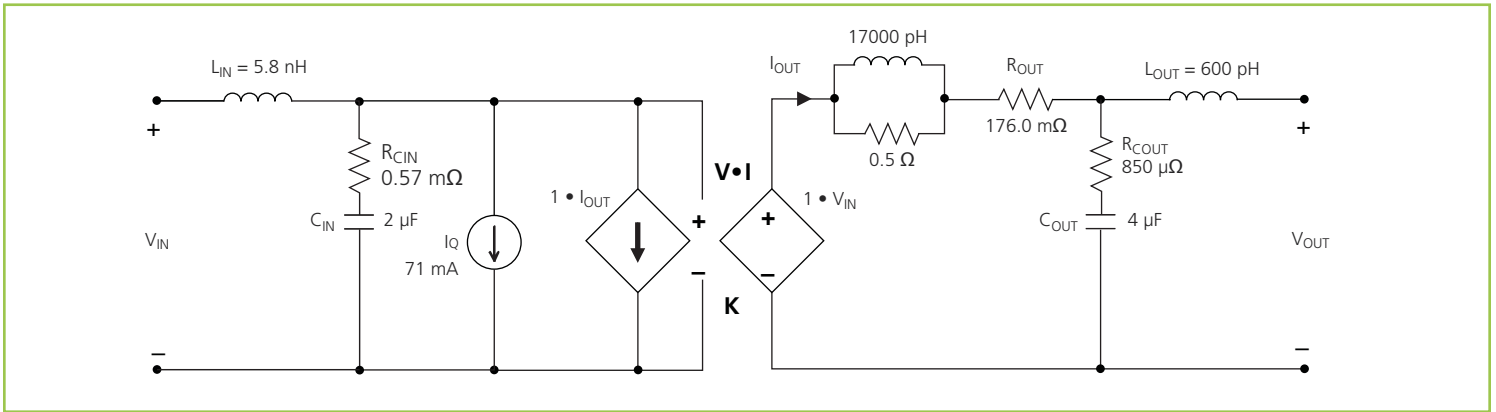 L_IN = 5.8 nH
+
R_CIN
0.57 mΩ
C_IN
2 µF
V_IN
−
I_Q
71 mA
1 • I_OUT
+
−
V•I
K
+
−
1 • V_IN
I_OUT
17000 pH
0.5 Ω
R_OUT
176.0 mΩ
L_OUT = 600 pH
R_COUT
850 µΩ
C_OUT
4 µF
+
V_OUT
−